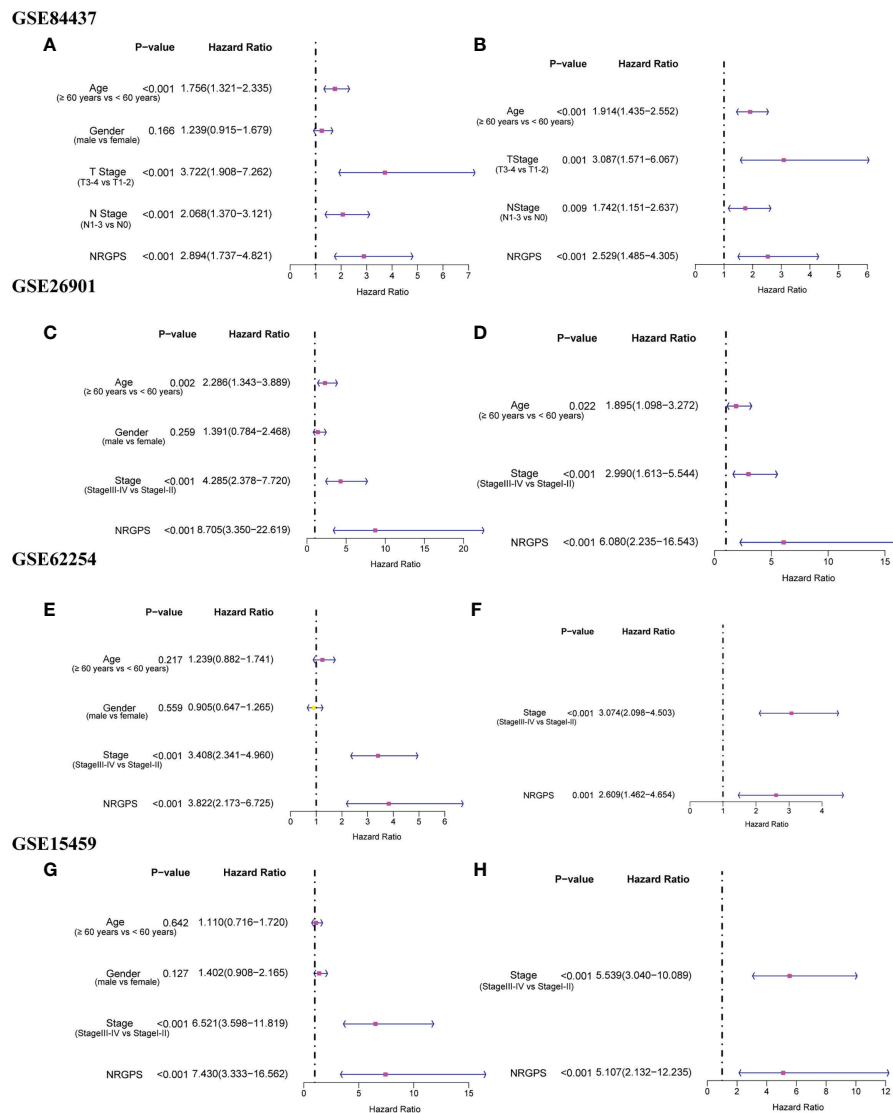 GSE84437
A
P−value Hazard Ratio
Age <0.001 1.756(1.321−2.335)
(≥ 60 years vs < 60 years)
Gender 0.166 1.239(0.915−1.679)
(male vs female)
T Stage <0.001 3.722(1.908−7.262)
(T3−4 vs T1−2)
N Stage <0.001 2.068(1.370−3.121)
(N1−3 vs N0)
NRGPS <0.001 2.894(1.737−4.821)
0 1 2 3 4 5 6 7
Hazard Ratio
B
P−value Hazard Ratio
Age <0.001 1.914(1.435−2.552)
(≥ 60 years vs < 60 years)
TStage 0.001 3.087(1.571−6.067)
(T3−4 vs T1−2)
NStage 0.009 1.742(1.151−2.637)
(N1−3 vs N0)
NRGPS <0.001 2.529(1.485−4.305)
0 1 2 3 4 5 6
Hazard Ratio
GSE26901
C
P−value Hazard Ratio
Age 0.002 2.286(1.343−3.889)
(≥ 60 years vs < 60 years)
Gender 0.259 1.391(0.784−2.468)
(male vs female)
Stage <0.001 4.285(2.378−7.720)
(StageIII−IV vs StageI−II)
NRGPS <0.001 8.705(3.350−22.619)
0 5 10 15 20
Hazard Ratio
D
P−value Hazard Ratio
Age 0.022 1.895(1.098−3.272)
(≥ 60 years vs < 60 years)
Stage <0.001 2.990(1.613−5.544)
(StageIII−IV vs StageI−II)
NRGPS <0.001 6.080(2.235−16.543)
0 5 10 15
Hazard Ratio
GSE62254
E
P−value Hazard Ratio
Age 0.217 1.239(0.882−1.741)
(≥ 60 years vs < 60 years)
Gender 0.559 0.905(0.647−1.265)
(male vs female)
Stage <0.001 3.408(2.341−4.960)
(StageIII−IV vs StageI−II)
NRGPS <0.001 3.822(2.173−6.725)
0 1 2 3 4 5 6
Hazard Ratio
F
P−value Hazard Ratio
Stage <0.001 3.074(2.098−4.503)
(StageIII−IV vs StageI−II)
NRGPS 0.001 2.609(1.462−4.654)
0 1 2 3 4
Hazard Ratio
GSE15459
G
P−value Hazard Ratio
Age 0.642 1.110(0.716−1.720)
(≥ 60 years vs < 60 years)
Gender 0.127 1.402(0.908−2.165)
(male vs female)
Stage <0.001 6.521(3.598−11.819)
(StageIII−IV vs StageI−II)
NRGPS <0.001 7.430(3.333−16.562)
0 5 10 15
Hazard Ratio
H
P−value Hazard Ratio
Stage <0.001 5.539(3.040−10.089)
(StageIII−IV vs StageI−II)
NRGPS <0.001 5.107(2.132−12.235)
0 2 4 6 8 10 12
Hazard Ratio